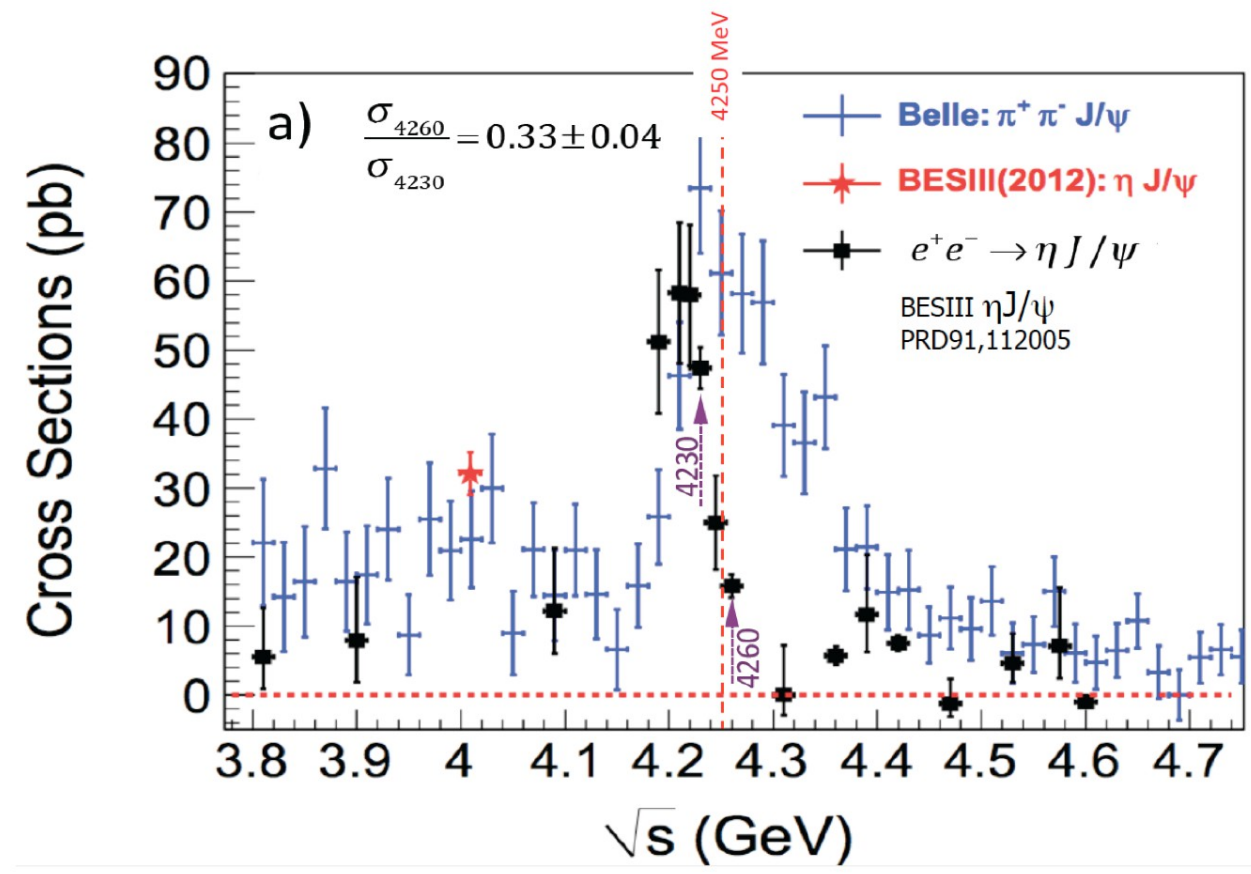 4250 MeV
90
80
70
60
50
40
30
20
10
0
Cross Sections (pb)
a)
σ4260
σ4230
=0.33±0.04
Belle: π+ π- J/ψ
BESIII(2012): η J/ψ
e+e− → η J/ψ
BESIII ηJ/ψ
PRD91,112005
4230
4260
3.8 3.9 4 4.1 4.2 4.3 4.4 4.5 4.6 4.7
√s (GeV)